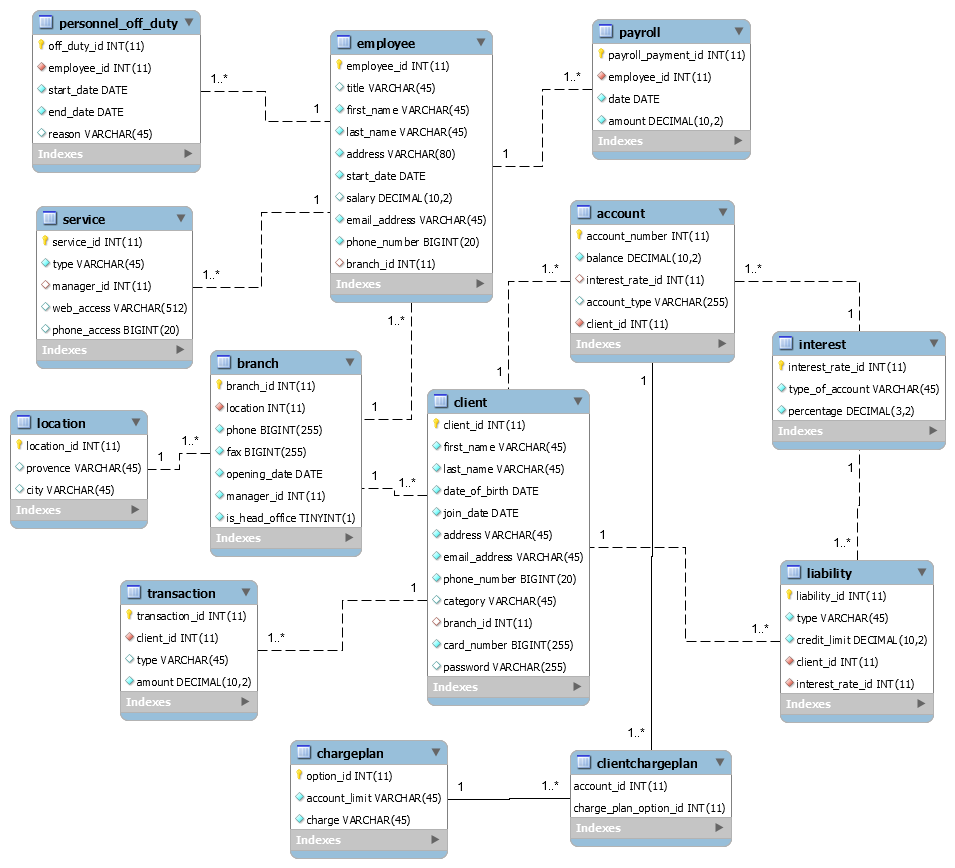 personnel_off_duty
off_duty_id INT(11)
employee_id INT(11)
start_date DATE
end_date DATE
reason VARCHAR(45)
Indexes
1..*
1
employee
employee_id INT(11)
title VARCHAR(45)
first_name VARCHAR(45)
last_name VARCHAR(45)
address VARCHAR(80)
start_date DATE
salary DECIMAL(10,2)
email_address VARCHAR(45)
phone_number BIGINT(20)
branch_id INT(11)
Indexes
1..*
1
payroll
payroll_payment_id INT(11)
employee_id INT(11)
date DATE
amount DECIMAL(10,2)
Indexes
service
service_id INT(11)
type VARCHAR(45)
manager_id INT(11)
web_access VARCHAR(512)
phone_access BIGINT(20)
Indexes
1..*
1
account
account_number INT(11)
balance DECIMAL(10,2)
interest_rate_id INT(11)
account_type VARCHAR(255)
client_id INT(11)
Indexes
1..*
1
1..*
1
interest
interest_rate_id INT(11)
type_of_account VARCHAR(45)
percentage DECIMAL(3,2)
Indexes
1..*
1
branch
branch_id INT(11)
location INT(11)
phone BIGINT(255)
fax BIGINT(255)
opening_date DATE
manager_id INT(11)
is_head_office TINYINT(1)
Indexes
location
location_id INT(11)
provence VARCHAR(45)
city VARCHAR(45)
Indexes
1
1..*
1
1..*
client
client_id INT(11)
first_name VARCHAR(45)
last_name VARCHAR(45)
date_of_birth DATE
join_date DATE
address VARCHAR(45)
email_address VARCHAR(45)
phone_number BIGINT(20)
category VARCHAR(45)
branch_id INT(11)
card_number BIGINT(255)
password VARCHAR(255)
Indexes
1
1..*
1
1..*
liability
liability_id INT(11)
type VARCHAR(45)
credit_limit DECIMAL(10,2)
client_id INT(11)
interest_rate_id INT(11)
Indexes
transaction
transaction_id INT(11)
client_id INT(11)
type VARCHAR(45)
amount DECIMAL(10,2)
Indexes
1..*
1
1
1..*
chargeplan
option_id INT(11)
account_limit VARCHAR(45)
charge VARCHAR(45)
Indexes
1
1..*
clientchargeplan
account_id INT(11)
charge_plan_option_id INT(11)
Indexes